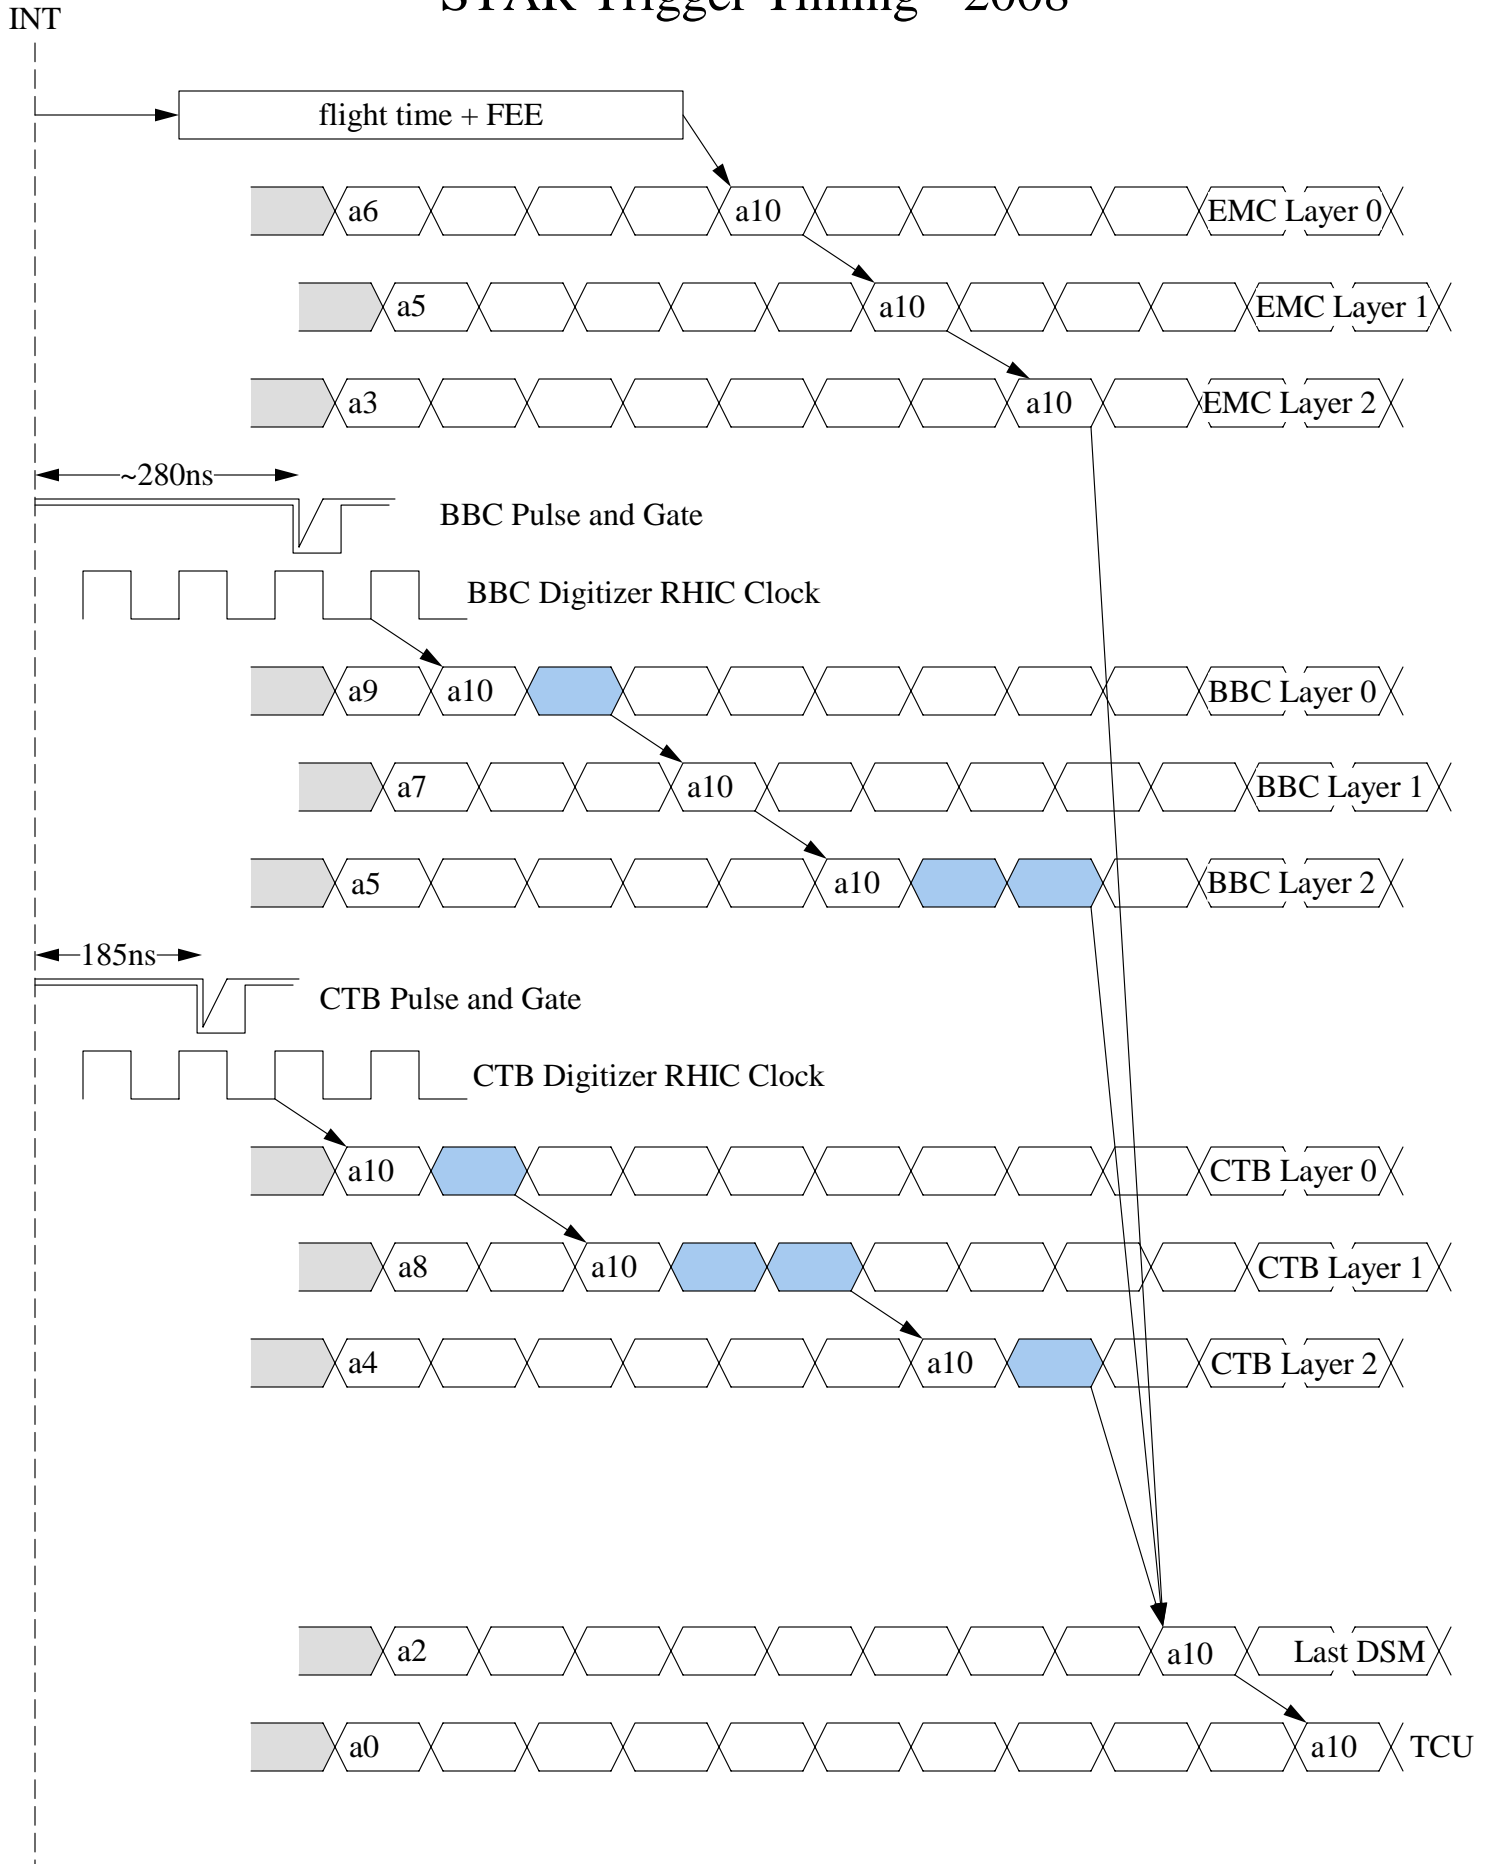 STAR Trigger Timing - 2008
INT
flight time + FEE
a6 a10 EMC Layer 0
a5 a10 EMC Layer 1
a3 a10 EMC Layer 2
~280ns
BBC Pulse and Gate
BBC Digitizer RHIC Clock
a9 a10 BBC Layer 0
a7 a10 BBC Layer 1
a5 a10 BBC Layer 2
185ns
CTB Pulse and Gate
CTB Digitizer RHIC Clock
a10 CTB Layer 0
a8 a10 CTB Layer 1
a4 a10 CTB Layer 2
a2 a10 Last DSM
a0 a10 TCU